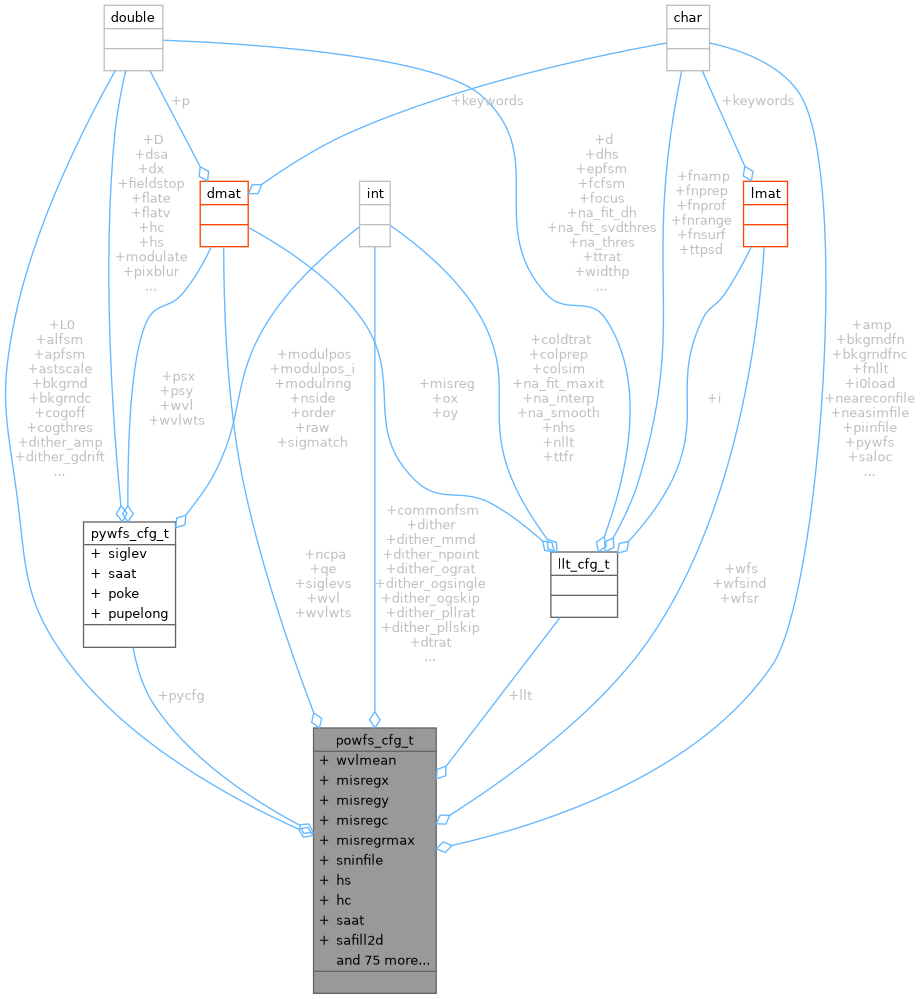 double
char
+p
+keywords
+keywords
+D
+dsa
+dx
+fieldstop
+flate
+flatv
+hc
+hs
+modulate
+pixblur
...
dmat
int
+d
+dhs
+epfsm
+fcfsm
+focus
+na_fit_dh
+na_fit_svdthres
+na_thres
+ttrat
+widthp
...
+fnamp
+fnprep
+fnprof
+fnrange
+fnsurf
+ttpsd
lmat
+L0
+alfsm
+apfsm
+astscale
+bkgrnd
+bkgrndc
+cogoff
+cogthres
+dither_amp
+dither_gdrift
...
+psx
+psy
+wvl
+wvlwts
+modulpos
+modulpos_i
+modulring
+nside
+order
+raw
+sigmatch
+misreg
+ox
+oy
+coldtrat
+colprep
+colsim
+na_fit_maxit
+na_interp
+na_smooth
+nhs
+nllt
+ttfr
+i
+amp
+bkgrndfn
+bkgrndfnc
+fnllt
+i0load
+neareconfile
+neasimfile
+piinfile
+pywfs
+saloc
...
pywfs_cfg_t
+ siglev
+ saat
+ poke
+ pupelong
+ncpa
+qe
+siglevs
+wvl
+wvlwts
+commonfsm
+dither
+dither_mmd
+dither_npoint
+dither_ograt
+dither_ogsingle
+dither_ogskip
+dither_pllrat
+dither_pllskip
+dtrat
...
llt_cfg_t
+wfs
+wfsind
+wfsr
+pycfg
+llt
powfs_cfg_t
+ wvlmean
+ misregx
+ misregy
+ misregc
+ misregrmax
+ sninfile
+ hs
+ hc
+ saat
+ safill2d
and 75 more...